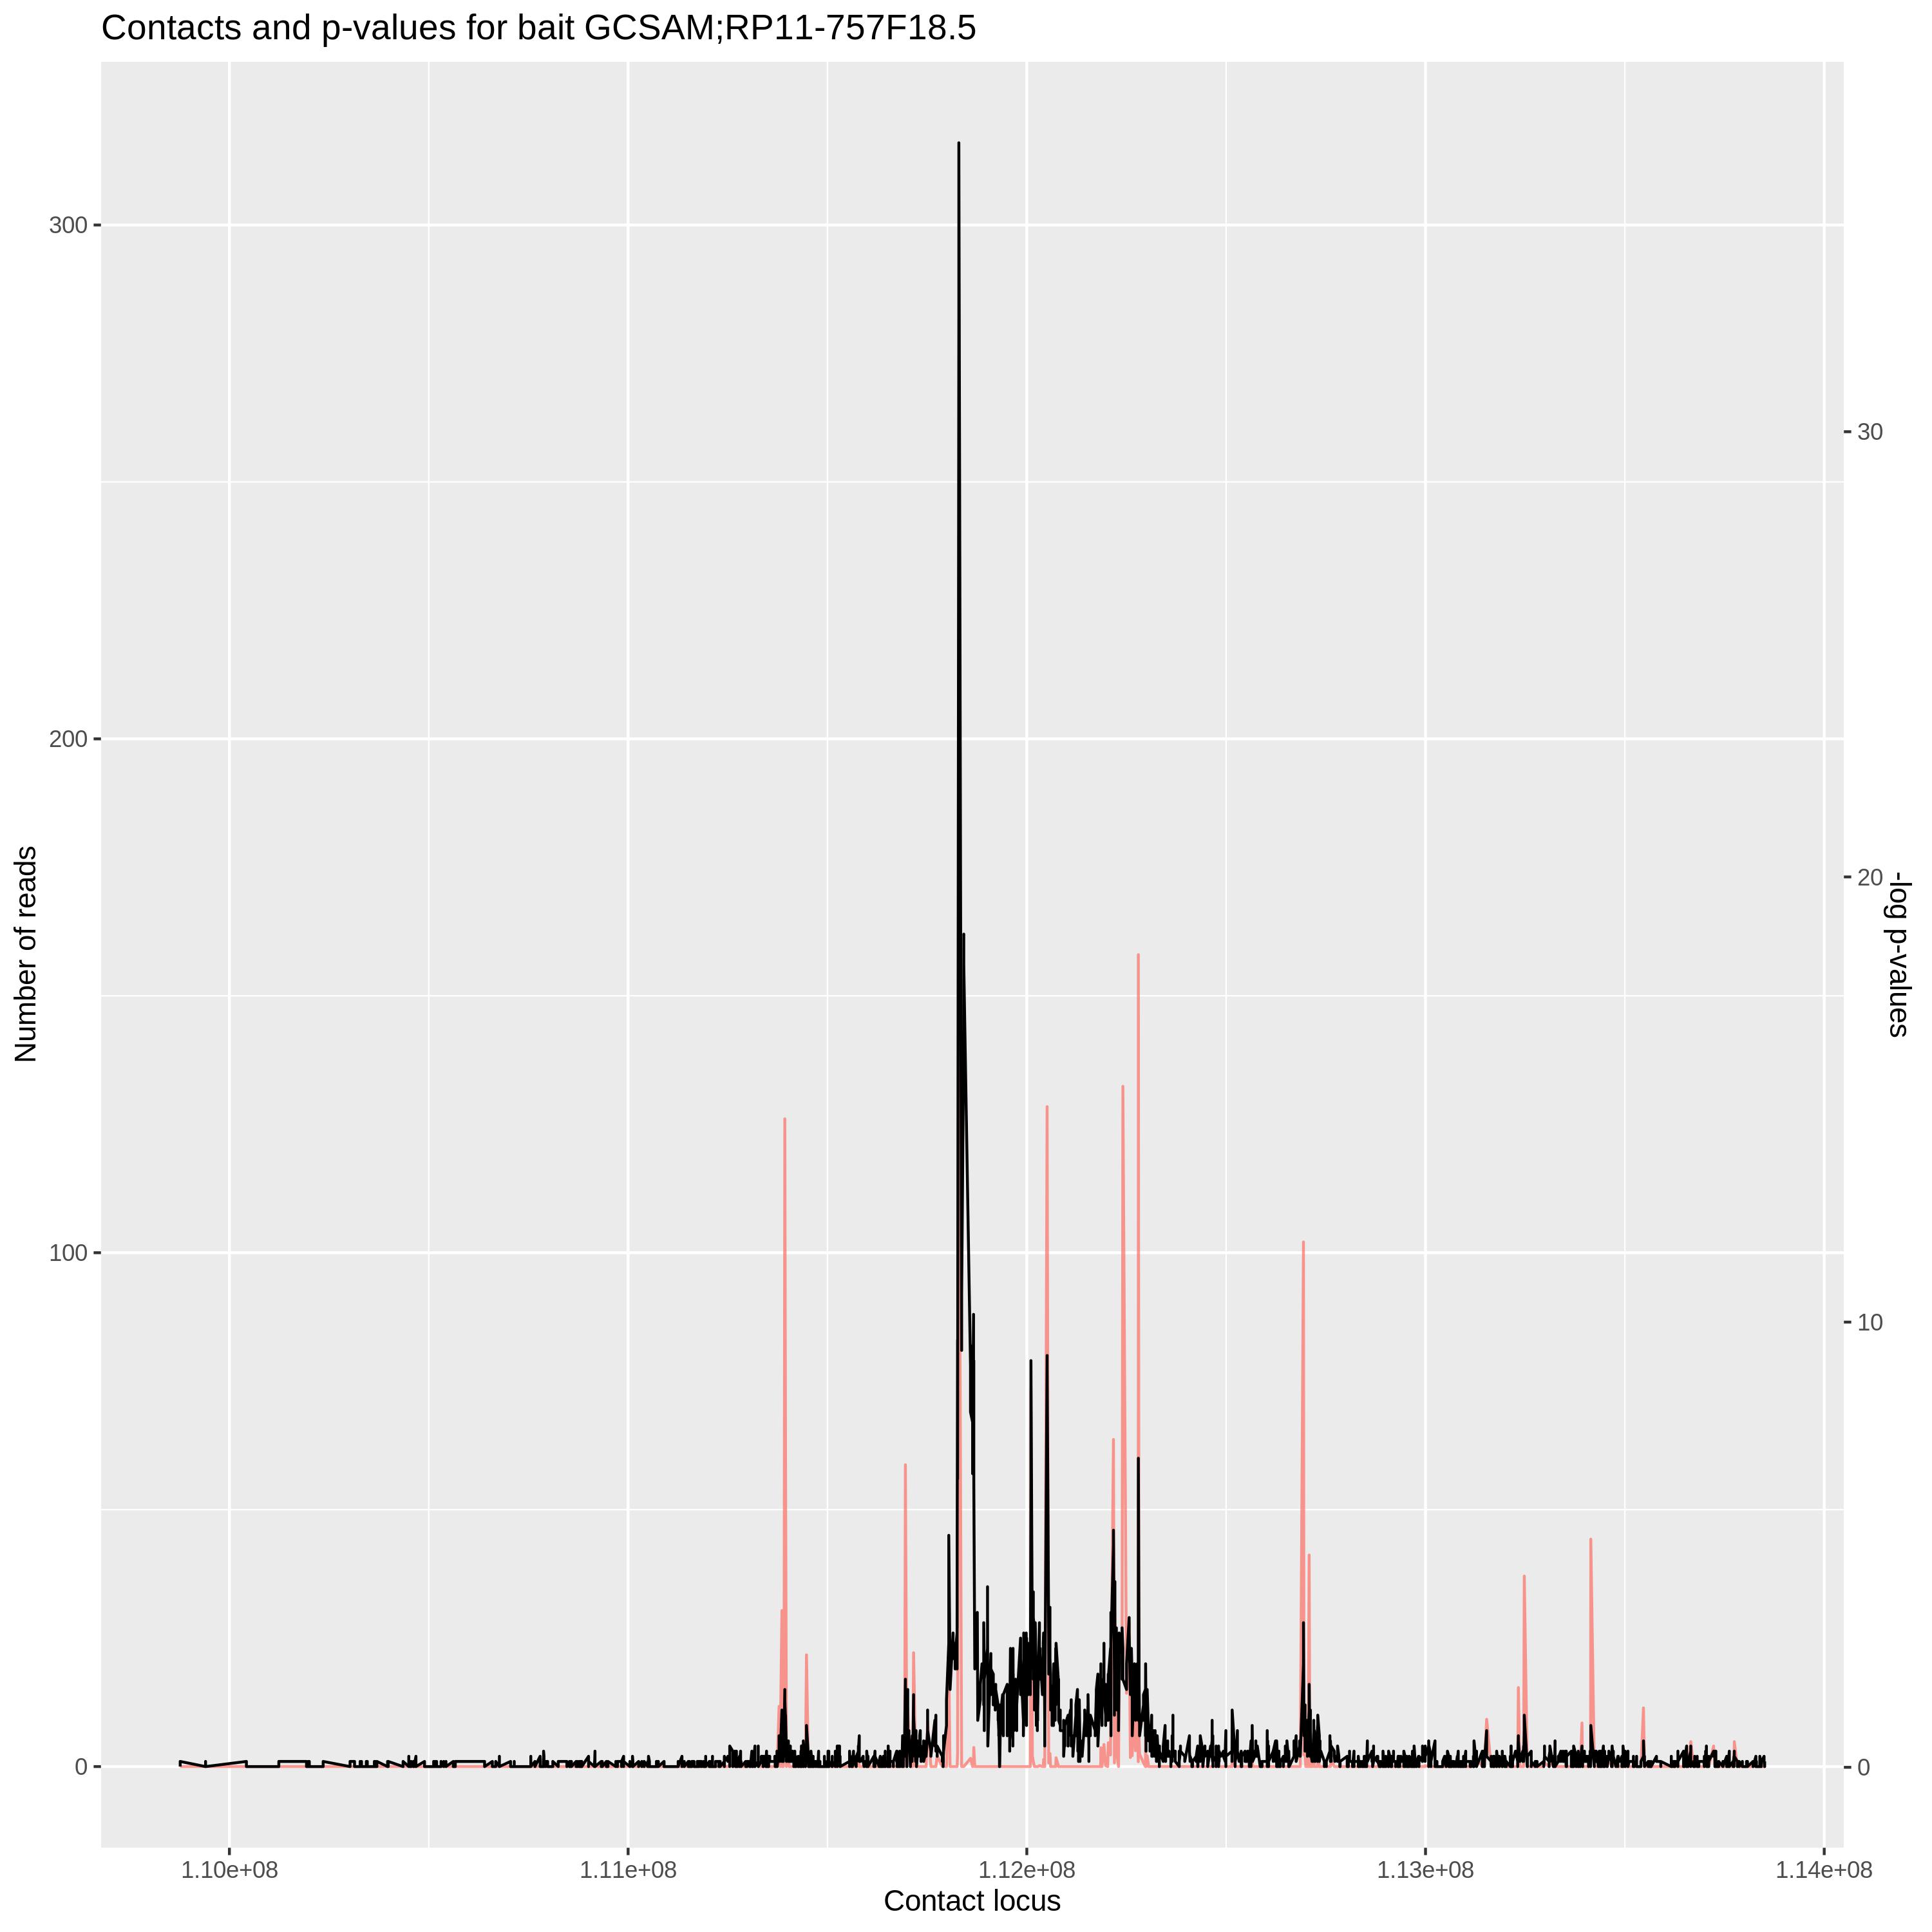 Contacts and p-values for bait GCSAM;RP11-757F18.5
300
200
100
0
Number of reads
30
20
10
0
-log p-values
1.10e+08
1.11e+08
1.12e+08
1.13e+08
1.14e+08
Contact locus